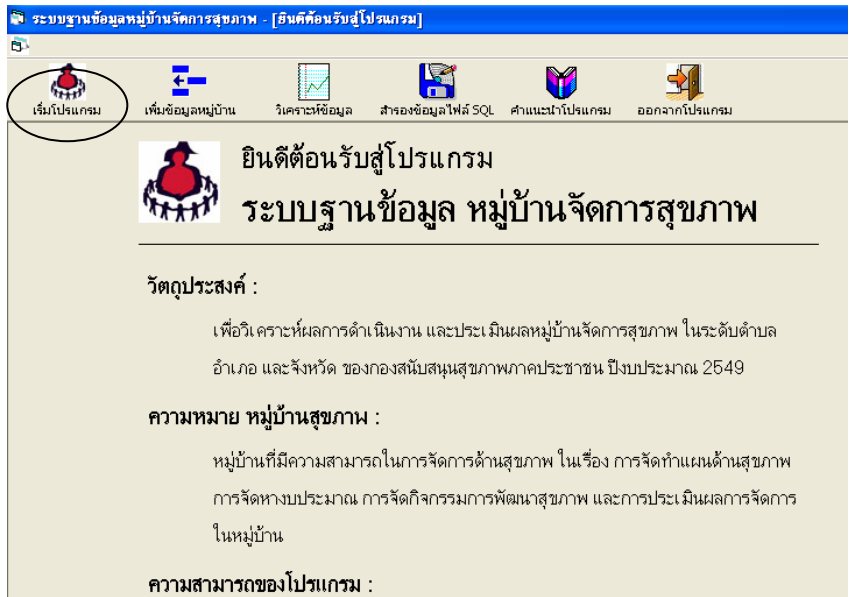 ระบบฐานข้อมูลหมู่บ้านจัดการสุขภาพ - [ยินดีต้อนรับสู่โปรแกรม]
เริ่มโปรแกรม เพิ่มข้อมูลหมู่บ้าน วิเคราะห์ข้อมูล สำรองข้อมูลไฟล์ SQL คำแนะนำโปรแกรม ออกจากโปรแกรม
ยินดีต้อนรับสู่โปรแกรม
ระบบฐานข้อมูล หมู่บ้านจัดการสุขภาพ
วัตถุประสงค์ :
เพื่อวิเคราะห์ผลการดำเนินงาน และประเมินผลหมู่บ้านจัดการสุขภาพ ในระดับตำบล
อำเภอ และจังหวัด ของกองสนับสนุนสุขภาพภาคประชาชน ปีงบประมาณ 2549
ความหมาย หมู่บ้านสุขภาพ :
หมู่บ้านที่มีความสามารถในการจัดการด้านสุขภาพ ในเรื่อง การจัดทำแผนด้านสุขภาพ
การจัดหางบประมาณ การจัดกิจกรรมการพัฒนาสุขภาพ และการประเมินผลการจัดการ
ในหมู่บ้าน
ความสามารถของโปรแกรม :